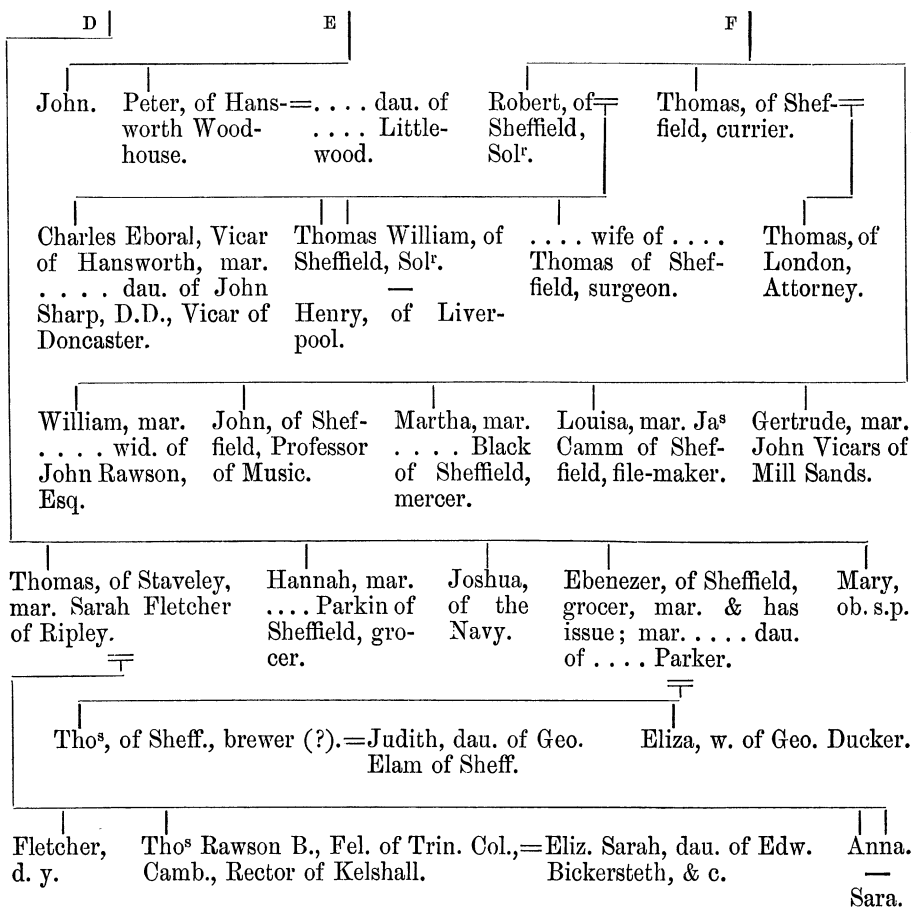 D E F
John.
Peter, of Hans-=. . . . dau. of
worth Wood- . . . . Little-
house. wood.
Robert, of
Sheffield,
Solʳ.
Thomas, of Shef-
field, currier.
Charles Eboral, Vicar
of Hansworth, mar.
. . . . dau. of John
Sharp, D.D., Vicar of
Doncaster.
Thomas William, of
Sheffield, Solʳ.
—
Henry, of Liver-
pool.
. . . . wife of . . . .
Thomas of Shef-
field, surgeon.
Thomas, of
London,
Attorney.
William, mar.
. . . . wid. of
John Rawson,
Esq.
John, of Shef-
field, Professor
of Music.
Martha, mar.
. . . . Black
of Sheffield,
mercer.
Louisa, mar. Jaˢ
Camm of Shef-
field, file-maker.
Gertrude, mar.
John Vicars of
Mill Sands.
Thomas, of Staveley,
mar. Sarah Fletcher
of Ripley.
Hannah, mar.
. . . . Parkin of
Sheffield, gro-
cer.
Joshua,
of the
Navy.
Ebenezer, of Sheffield,
grocer, mar. & has
issue; mar. . . . . dau.
of . . . . Parker.
Mary,
ob. s.p.
Thoˢ, of Sheff., brewer (?).=Judith, dau. of Geo.
Elam of Sheff.
Eliza, w. of Geo. Ducker.
Fletcher,
d. y.
Thoˢ Rawson B., Fel. of Trin. Col.,=Eliz. Sarah, dau. of Edw.
Camb., Rector of Kelshall. Bickersteth, & c.
Anna.
—
Sara.